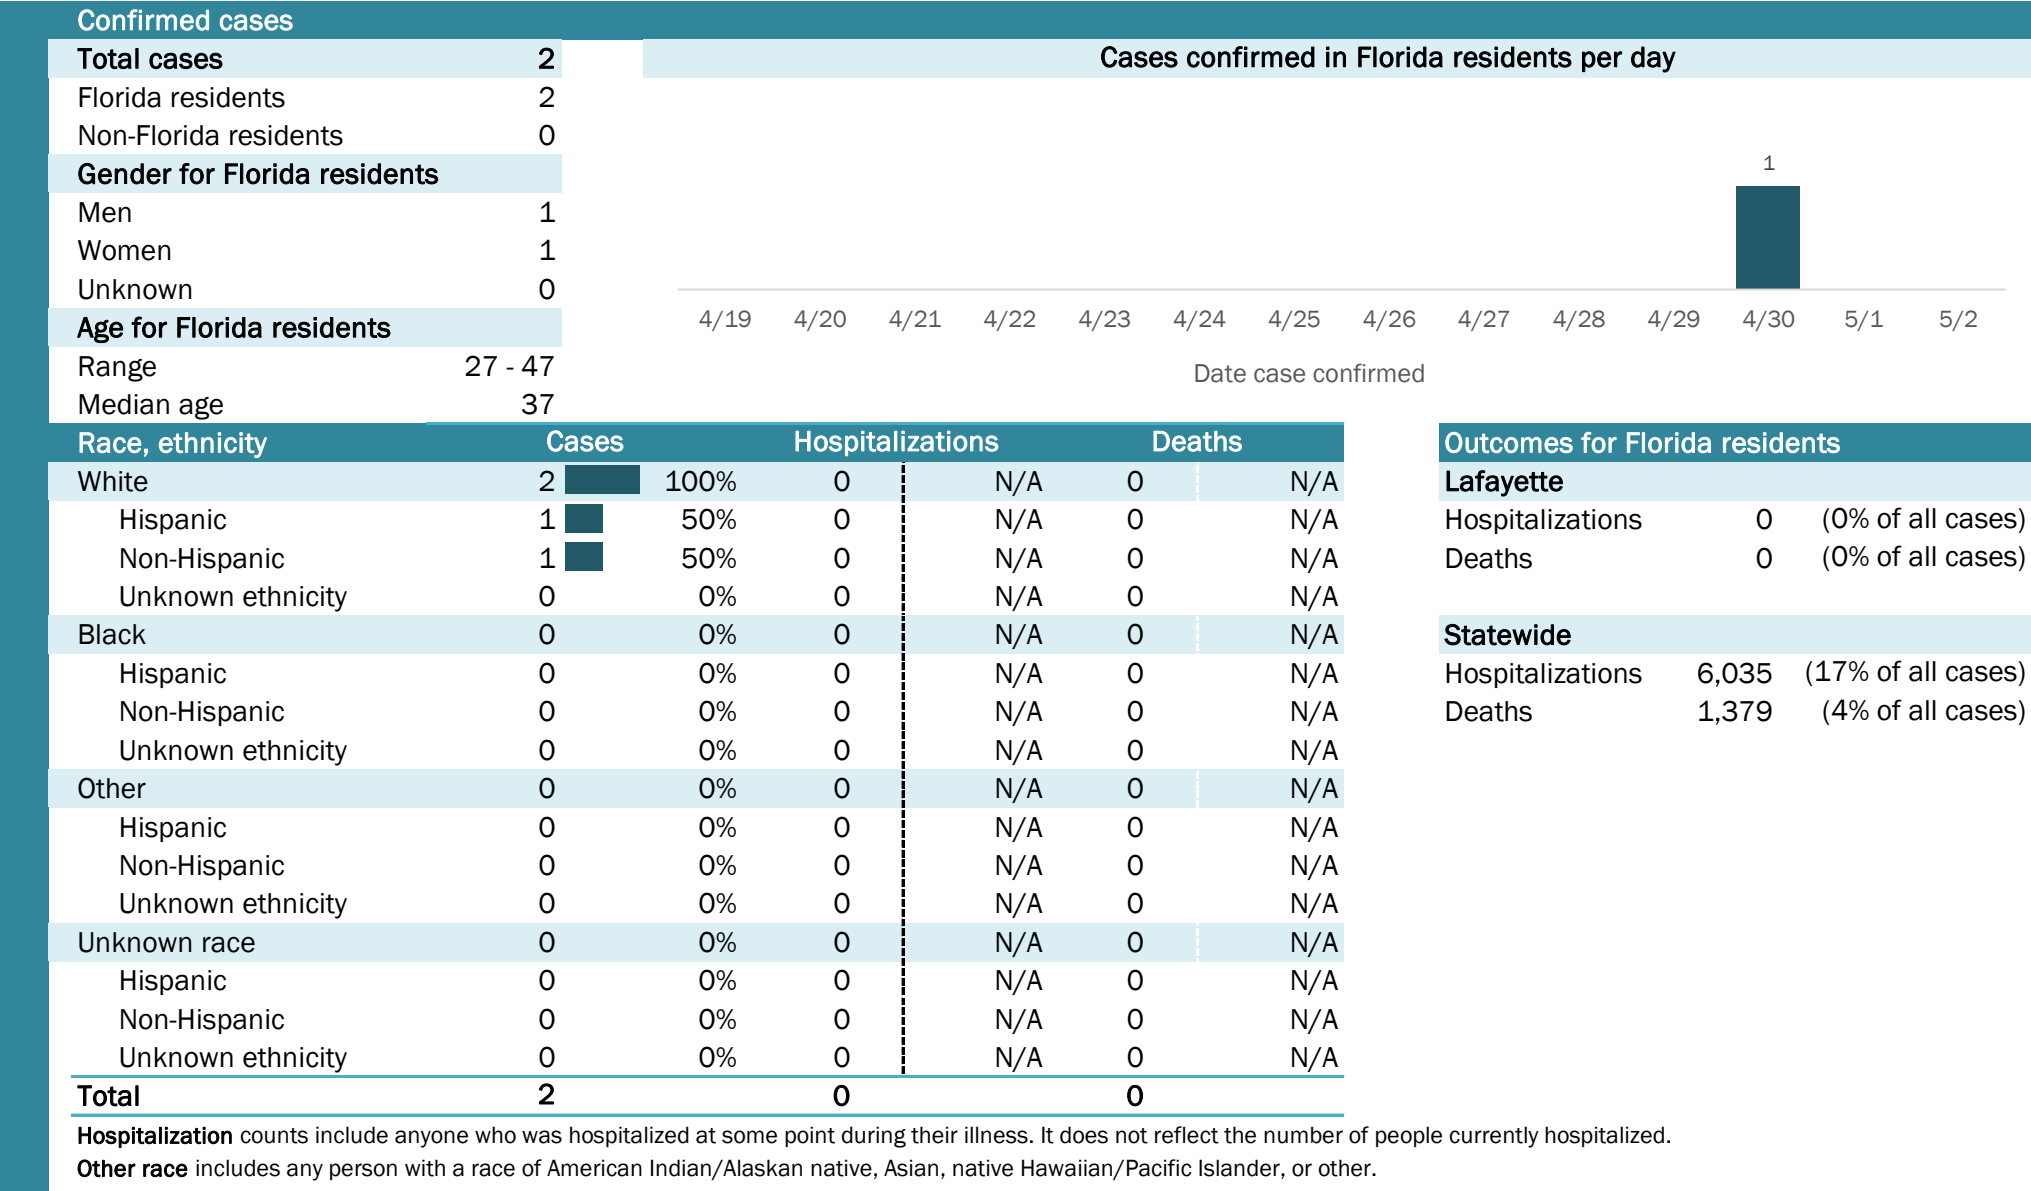 Confirmed cases
Total cases 2
Florida residents 2
Non-Florida residents 0
Gender for Florida residents
Men 1
Women 1
Unknown 0
Age for Florida residents
Range 27 - 47
Median age 37
Cases confirmed in Florida residents per day
1
4/19 4/20 4/21 4/22 4/23 4/24 4/25 4/26 4/27 4/28 4/29 4/30 5/1 5/2
Date case confirmed
Race, ethnicity Cases Hospitalizations Deaths
White 2 100% 0 N/A 0 N/A
Hispanic 1 50% 0 N/A 0 N/A
Non-Hispanic 1 50% 0 N/A 0 N/A
Unknown ethnicity 0 0% 0 N/A 0 N/A
Black 0 0% 0 N/A 0 N/A
Hispanic 0 0% 0 N/A 0 N/A
Non-Hispanic 0 0% 0 N/A 0 N/A
Unknown ethnicity 0 0% 0 N/A 0 N/A
Other 0 0% 0 N/A 0 N/A
Hispanic 0 0% 0 N/A 0 N/A
Non-Hispanic 0 0% 0 N/A 0 N/A
Unknown ethnicity 0 0% 0 N/A 0 N/A
Unknown race 0 0% 0 N/A 0 N/A
Hispanic 0 0% 0 N/A 0 N/A
Non-Hispanic 0 0% 0 N/A 0 N/A
Unknown ethnicity 0 0% 0 N/A 0 N/A
Total 2 0 0
Outcomes for Florida residents
Lafayette
Hospitalizations 0 (0% of all cases)
Deaths 0 (0% of all cases)
Statewide
Hospitalizations 6,035 (17% of all cases)
Deaths 1,379 (4% of all cases)
Hospitalization counts include anyone who was hospitalized at some point during their illness. It does not reflect the number of people currently hospitalized.
Other race includes any person with a race of American Indian/Alaskan native, Asian, native Hawaiian/Pacific Islander, or other.